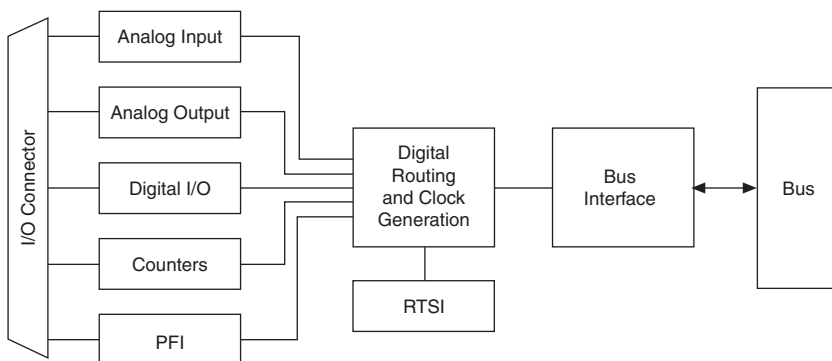 I/O Connector
Analog Input
Analog Output
Digital I/O
Counters
PFI
Digital
Routing
and Clock
Generation
RTSI
Bus
Interface
Bus